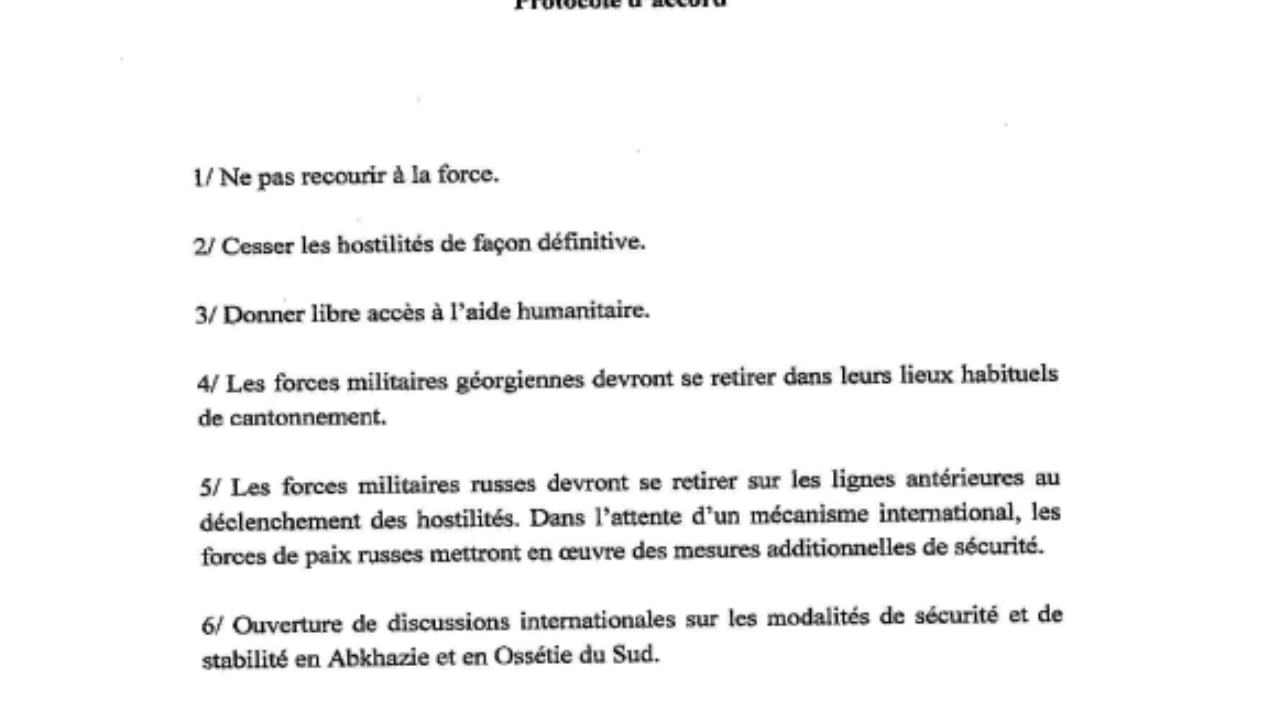 Protocole d'accord
1/ Ne pas recourir à la force.
2/ Cesser les hostilités de façon définitive.
3/ Donner libre accès à l'aide humanitaire.
4/ Les forces militaires géorgiennes devront se retirer dans leurs lieux habituels
de cantonnement.
5/ Les forces militaires russes devront se retirer sur les lignes antérieures au
déclenchement des hostilités. Dans l'attente d'un mécanisme international, les
forces de paix russes mettront en œuvre des mesures additionnelles de sécurité.
6/ Ouverture de discussions internationales sur les modalités de sécurité et de
stabilité en Abkhazie et en Ossétie du Sud.